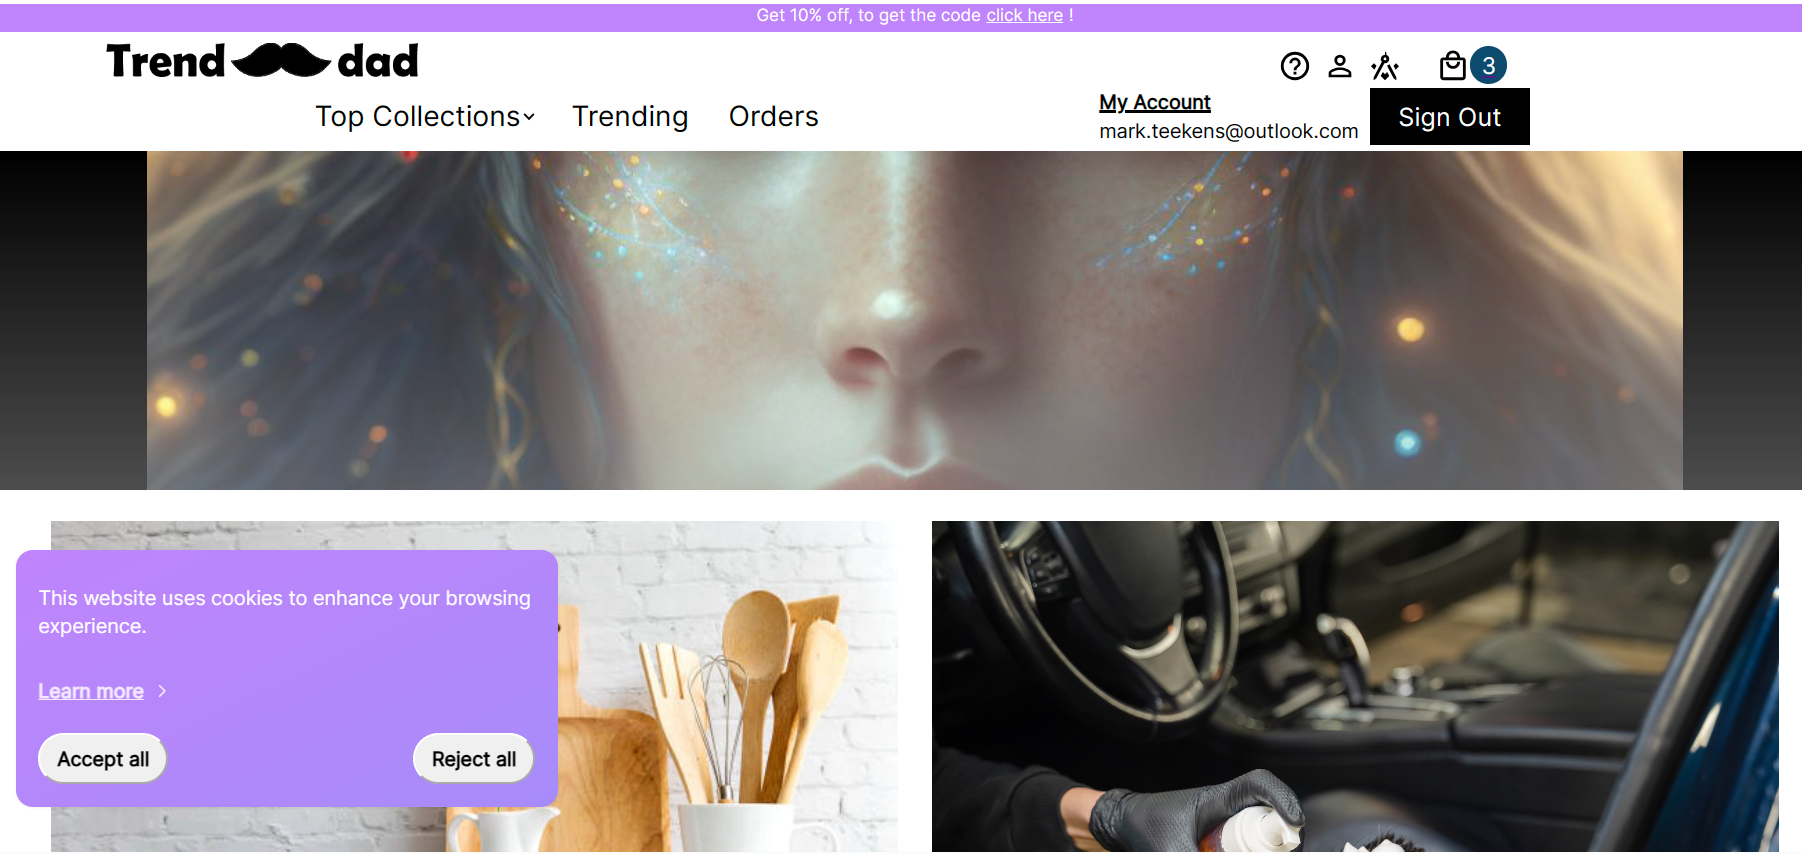 Get 10% off, to get the code click here !
Trend dad
3
Top Collections
Trending
Orders
My Account
mark.teekens@outlook.com
Sign Out
This website uses cookies to enhance your browsing
experience.
Learn more
Accept all
Reject all